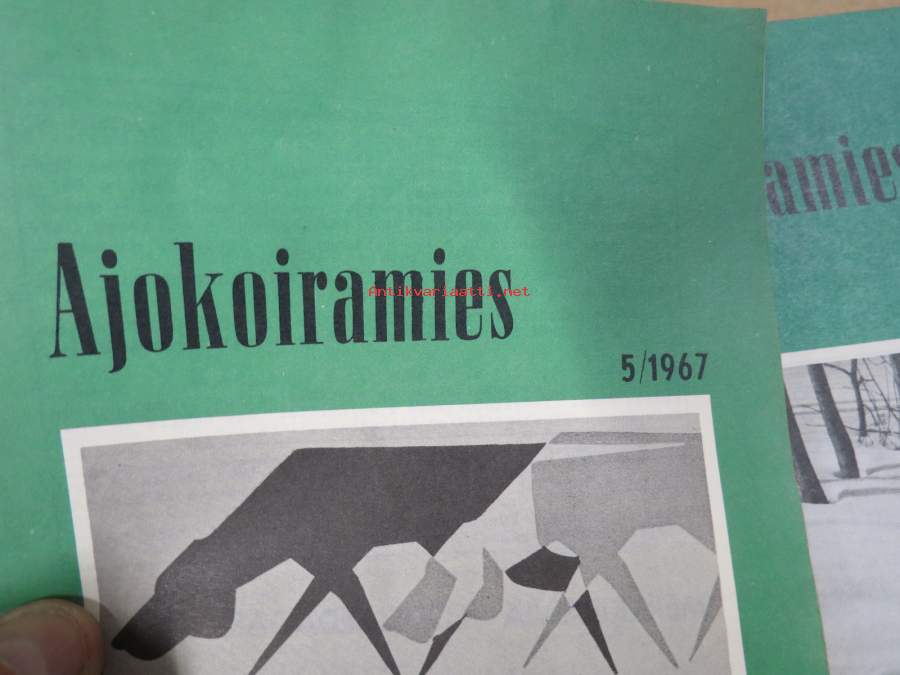 Ajokoiramies
Antikvariaatti.net
5/1967
amies